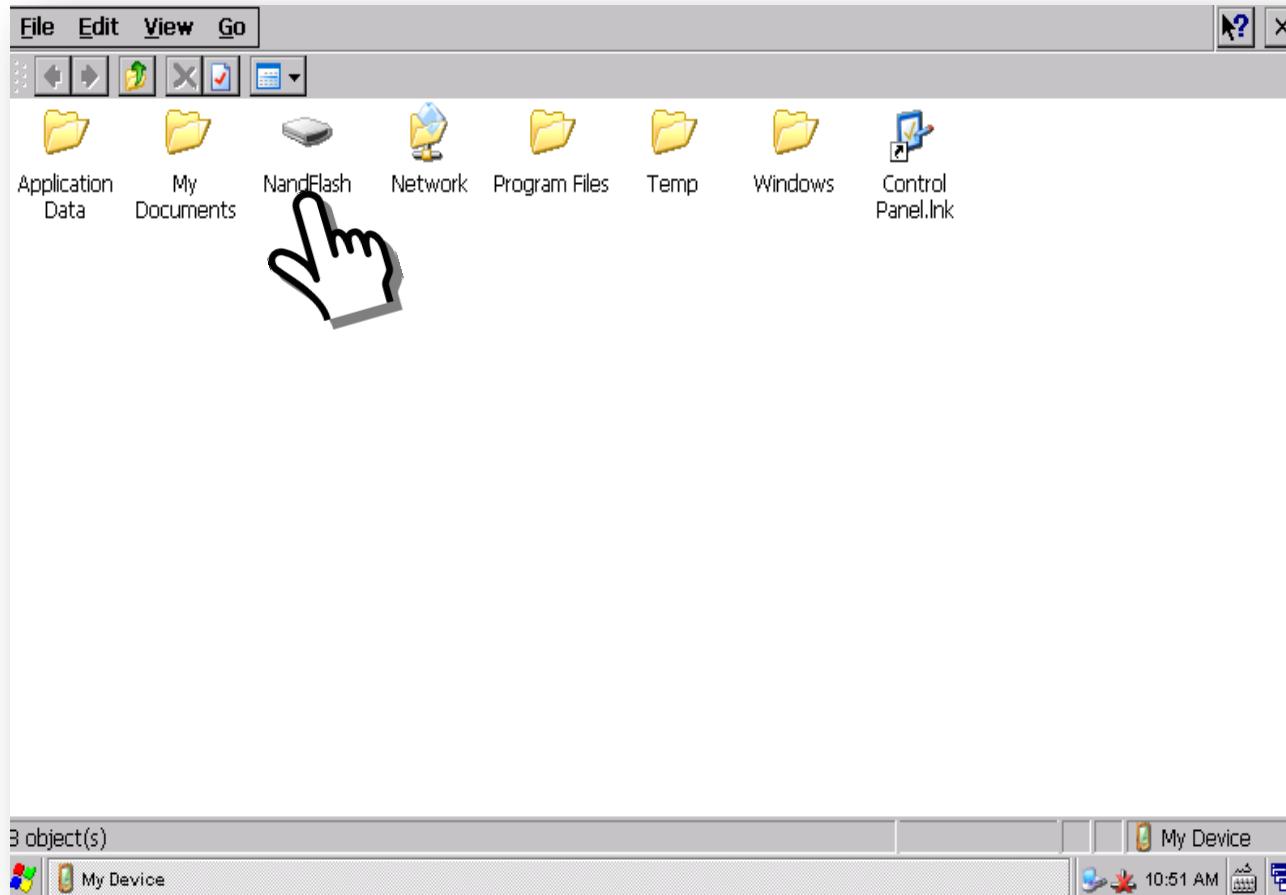 File Edit View Go
Application Data
My Documents
NandFlash
Network
Program Files
Temp
Windows
Control Panel.lnk
object(s)
My Device
My Device
10:51 AM